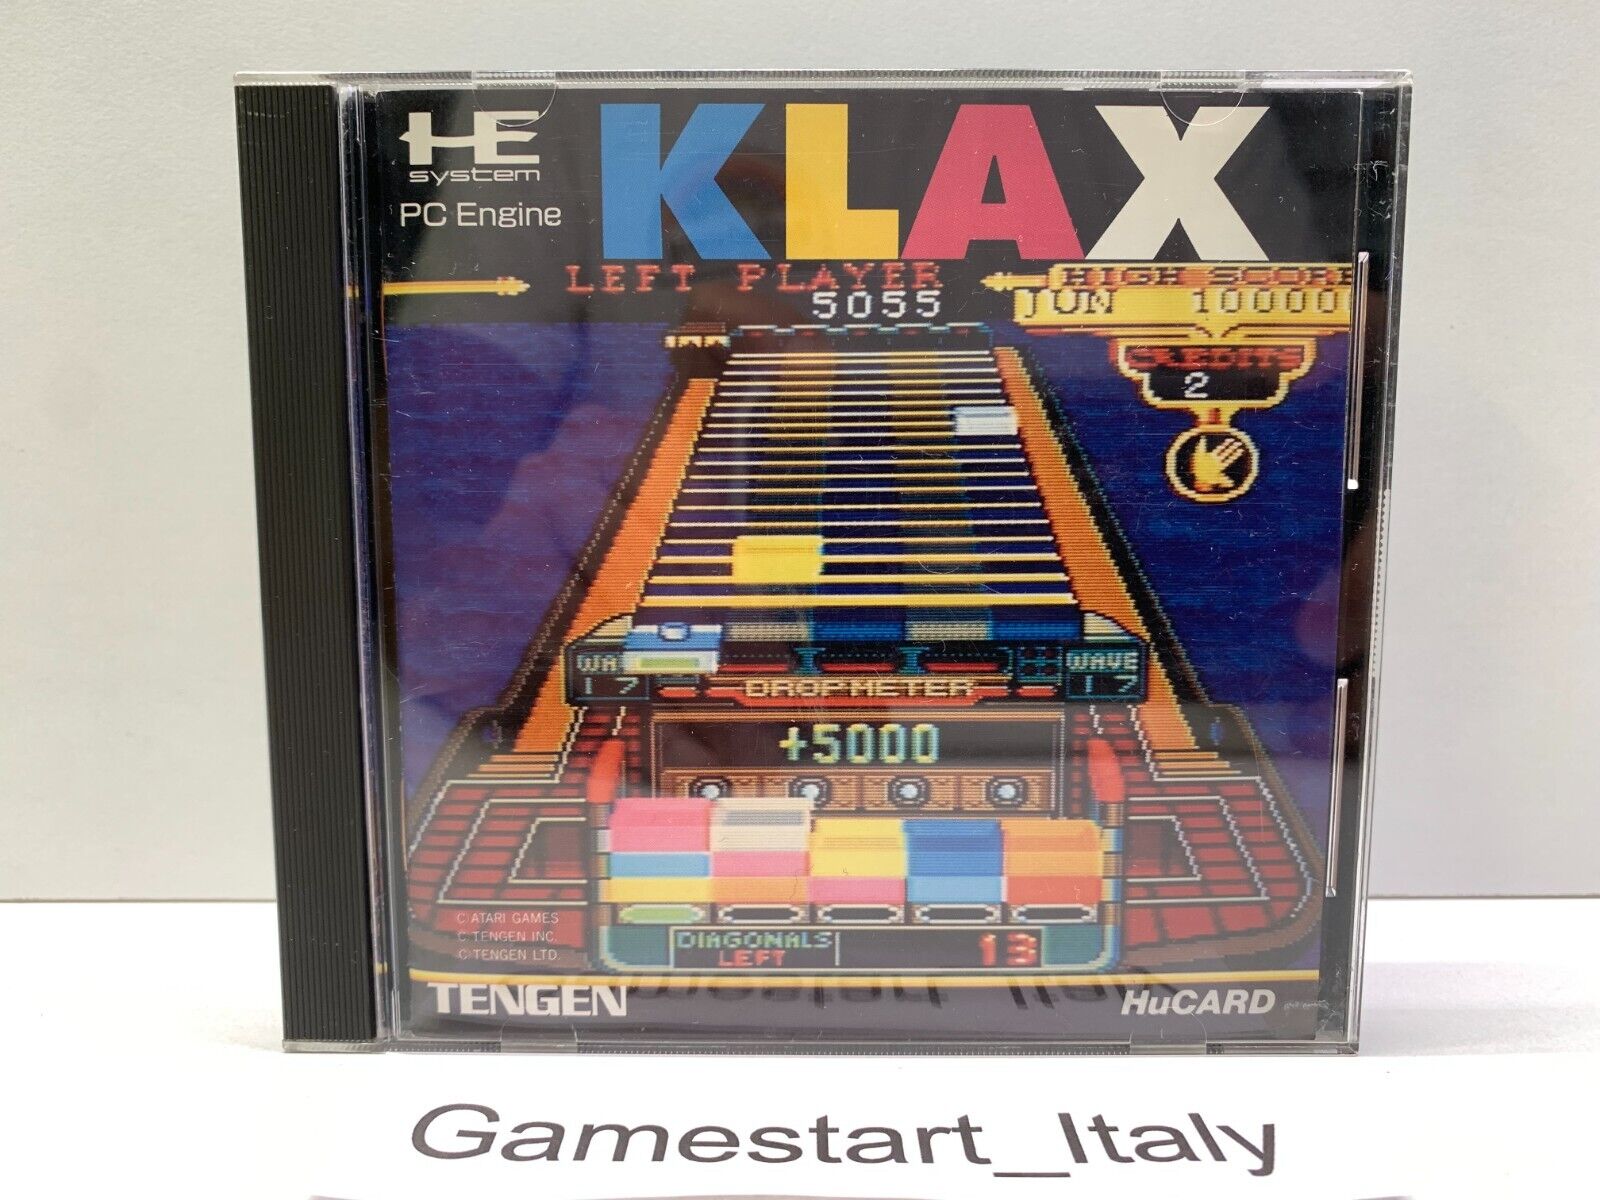 HE
system
PC Engine
KLAX
LEFT PLAYER
5055
HIGH SCORE
JUN 10000
CREDITS
2
WA
WAVE
17
17
DROPMETER
+5000
DIAGONALS
LEFT
13
(C)ATARI GAMES
(C)TENGEN INC.
(C)TENGEN LTD.
TENGEN
HuCARD
Gamestart_Italy